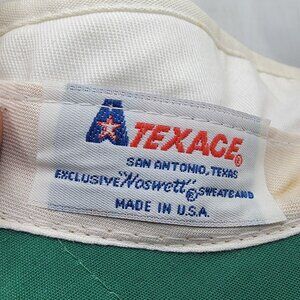 TEXACE®
SAN ANTONIO, TEXAS
EXCLUSIVE "Noswett"® SWEATBAND
MADE IN U.S.A.